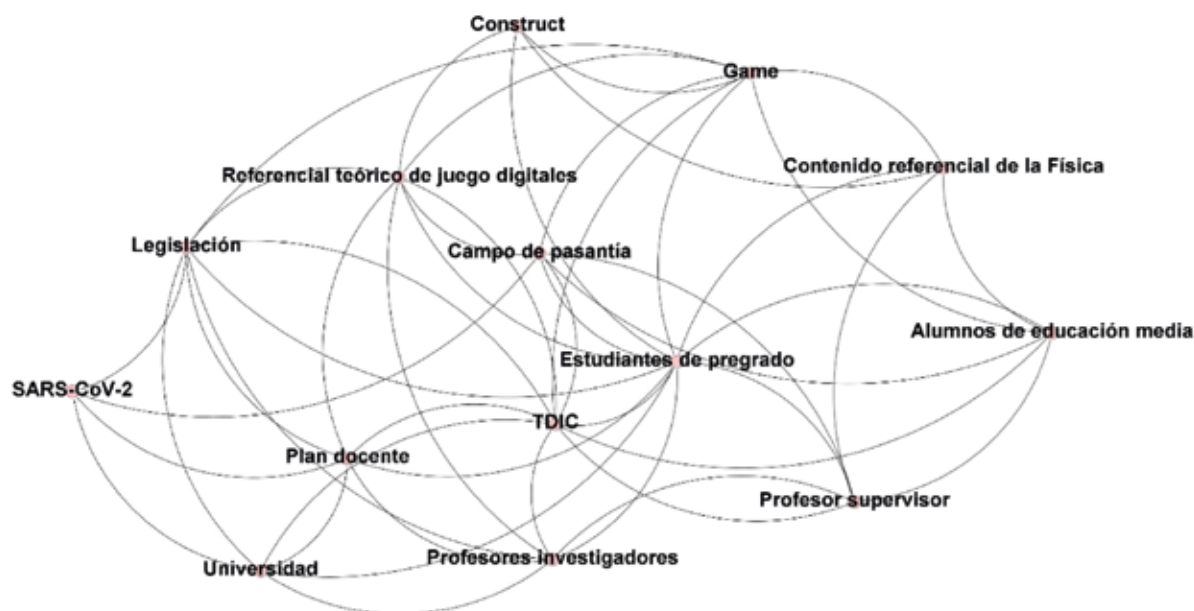 Construct
Game
Contenido referencial de la Física
Referencial teórico de juego digitales
Legislación
Campo de pasantía
Alumnos de educación media
Estudiantes de pregrado
SARS-CoV-2
TDIC
Plan docente
Profesor supervisor
Profesores investigadores
Universidad